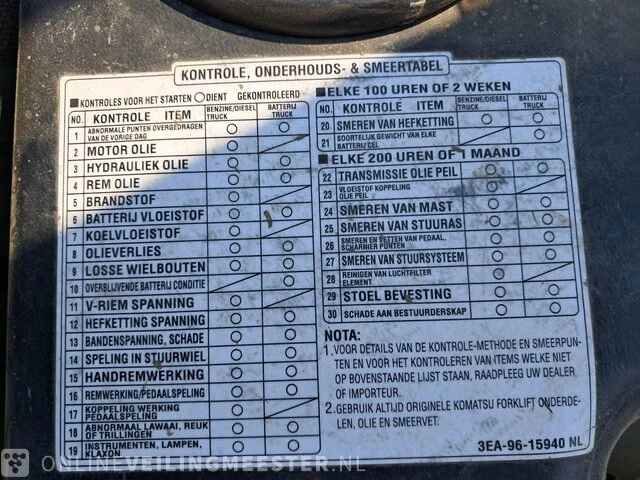 KONTROLE, ONDERHOUDS- & SMEERTABEL
■ KONTROLES VOOR HET STARTEN ○ DIENT GEKONTROLEERD
NO. KONTROLE ITEM BENZINE/DIESEL TRUCK BATTERIJ TRUCK
1 ABNORMALE PUNTEN OVERGEDRAGEN VAN DE VORIGE DAG ○ ○
2 MOTOR OLIE ○
3 HYDRAULIEK OLIE ○ ○
4 REM OLIE ○ ○
5 BRANDSTOF ○
6 BATTERIJ VLOEISTOF ○ ○
7 KOELVLOEISTOF ○
8 OLIEVERLIES ○ ○
9 LOSSE WIELBOUTEN ○ ○
10 OVERBLIJVENDE BATTERIJ CONDITIE ○
11 V-RIEM SPANNING ○
12 HEFKETTING SPANNING ○ ○
13 BANDENSPANNING, SCHADE ○ ○
14 SPELING IN STUURWIEL ○ ○
15 HANDREMWERKING ○ ○
16 REMWERKING/PEDAALSPELING ○ ○
17 KOPPELING WERKING PEDAALSPELING ○
18 ABNORMAAL LAWAAI, REUK OF TRILLINGEN ○ ○
19 INSTRUMENTEN, LAMPEN, KLAXON ○ ○
■ ELKE 100 UREN OF 2 WEKEN
NO. KONTROLE ITEM BENZINE/DIESEL TRUCK BATTERIJ TRUCK
20 SMEREN VAN HEFKETTING ○ ○
21 SOORTELIJK GEWICHT VAN ELKE BATTERIJ CEL ○
■ ELKE 200 UREN OF 1 MAAND
22 TRANSMISSIE OLIE PEIL ○ ○
23 VLOEISTOF KOPPELING OLIE PEIL ○
24 SMEREN VAN MAST ○ ○
25 SMEREN VAN STUURAS ○ ○
26 SMEREN EN VETTEN VAN PEDAAL, SCHARNIER PUNTEN ○ ○
27 SMEREN VAN STUURSYSTEEM ○ ○
28 REINIGEN VAN LUCHTFILTER ELEMENT ○
29 STOEL BEVESTING ○ ○
30 SCHADE AAN BESTUURDERSKAP ○ ○
NOTA:
1. VOOR DETAILS VAN DE KONTROLE-METHODE EN SMEERPUN-
TEN EN VOOR HET KONTROLEREN VAN ITEMS WELKE NIET
OP BOVENSTAANDE LIJST STAAN, RAADPLEEG UW DEALER
OF IMPORTEUR.
2. GEBRUIK ALTIJD ORIGINELE KOMATSU FORKLIFT ONDERDE-
LEN, OLIE EN SMEERVET.
3EA-96-15940 NL
ONLINEVEILINGMEESTER.NL